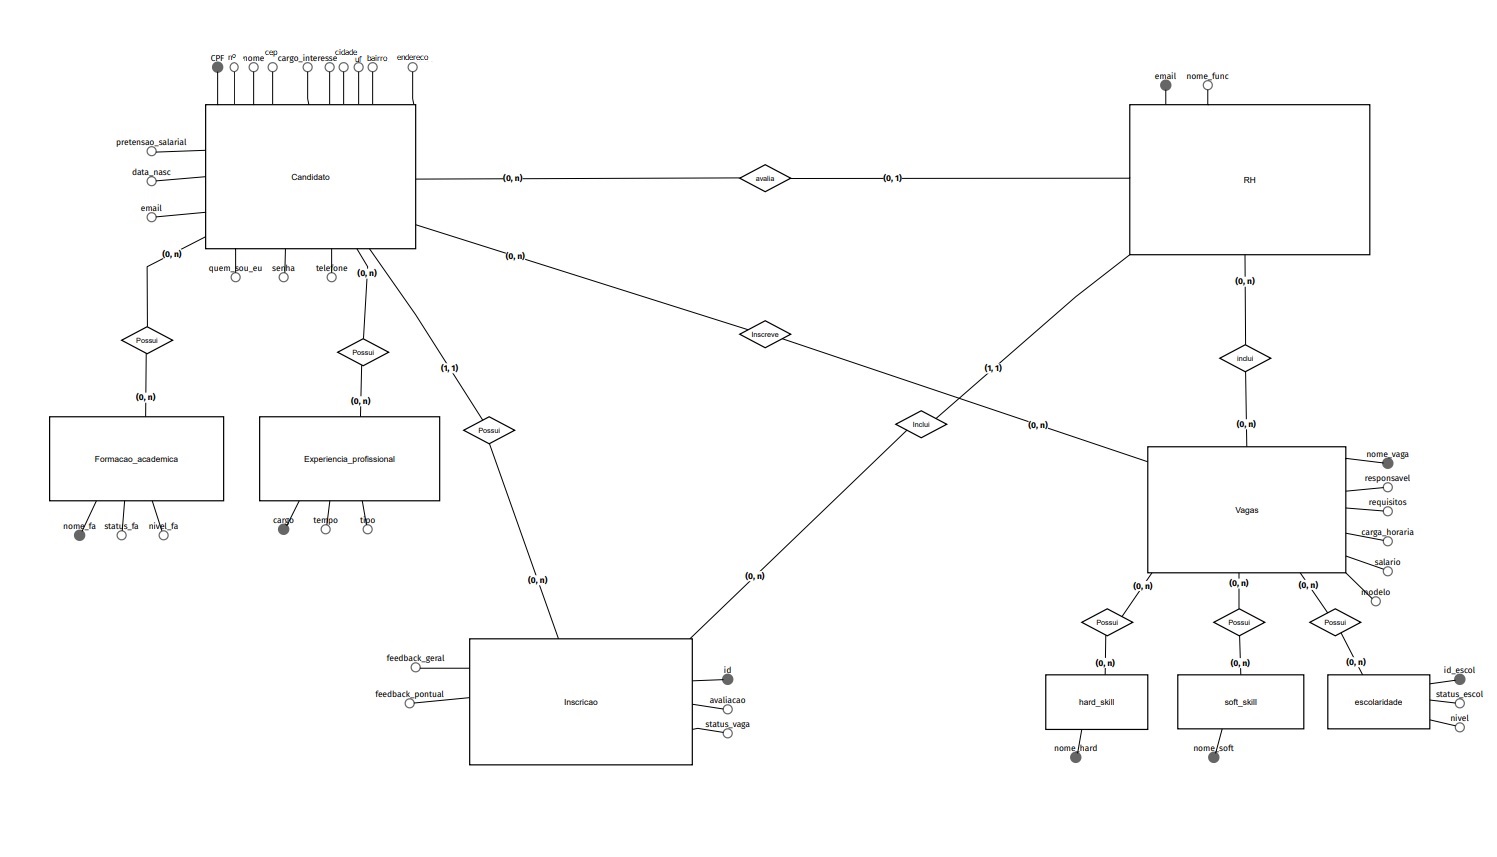 CPF nº nome cep cargo_interesse cidade uf bairro endereco
email nome_func
pretensao_salarial
data_nasc
email
Candidato
(0, n) avalia (0, 1)
RH
(0, n)
quem_sou_eu senha telefone
(0, n)
(0, n)
(0, n)
Possui
Possui
Inscreve
inclui
(1, 1)
(1, 1)
(0, n)
(0, n)
Possui
Inclui
(0, n)
(0, n)
Formacao_academica
Experiencia_profissional
nome_fa status_fa nivel_fa
cargo tempo tipo
Vagas
nome_vaga
responsavel
requisitos
carga_horaria
salario
modelo
(0, n)
(0, n)
(0, n) (0, n) (0, n)
Possui Possui Possui
(0, n) (0, n) (0, n)
feedback_geral
feedback_pontual
Inscricao
id
avaliacao
status_vaga
hard_skill
soft_skill
escolaridade
id_escol
status_escol
nivel
nome_hard
nome_soft